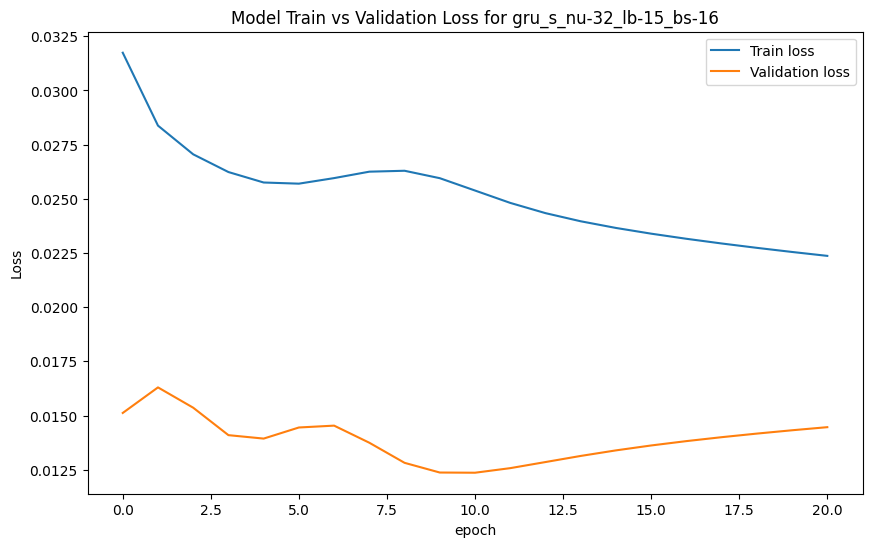 Model Train vs Validation Loss for gru_s_nu-32_lb-15_bs-16
Train loss
Validation loss
Loss
0.0325
0.0300
0.0275
0.0250
0.0225
0.0200
0.0175
0.0150
0.0125
0.0 2.5 5.0 7.5 10.0 12.5 15.0 17.5 20.0
epoch